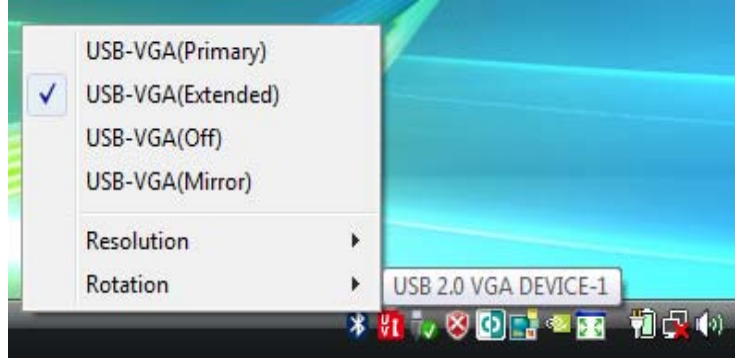 USB-VGA(Primary)
USB-VGA(Extended)
USB-VGA(Off)
USB-VGA(Mirror)
Resolution
Rotation
USB 2.0 VGA DEVICE-1